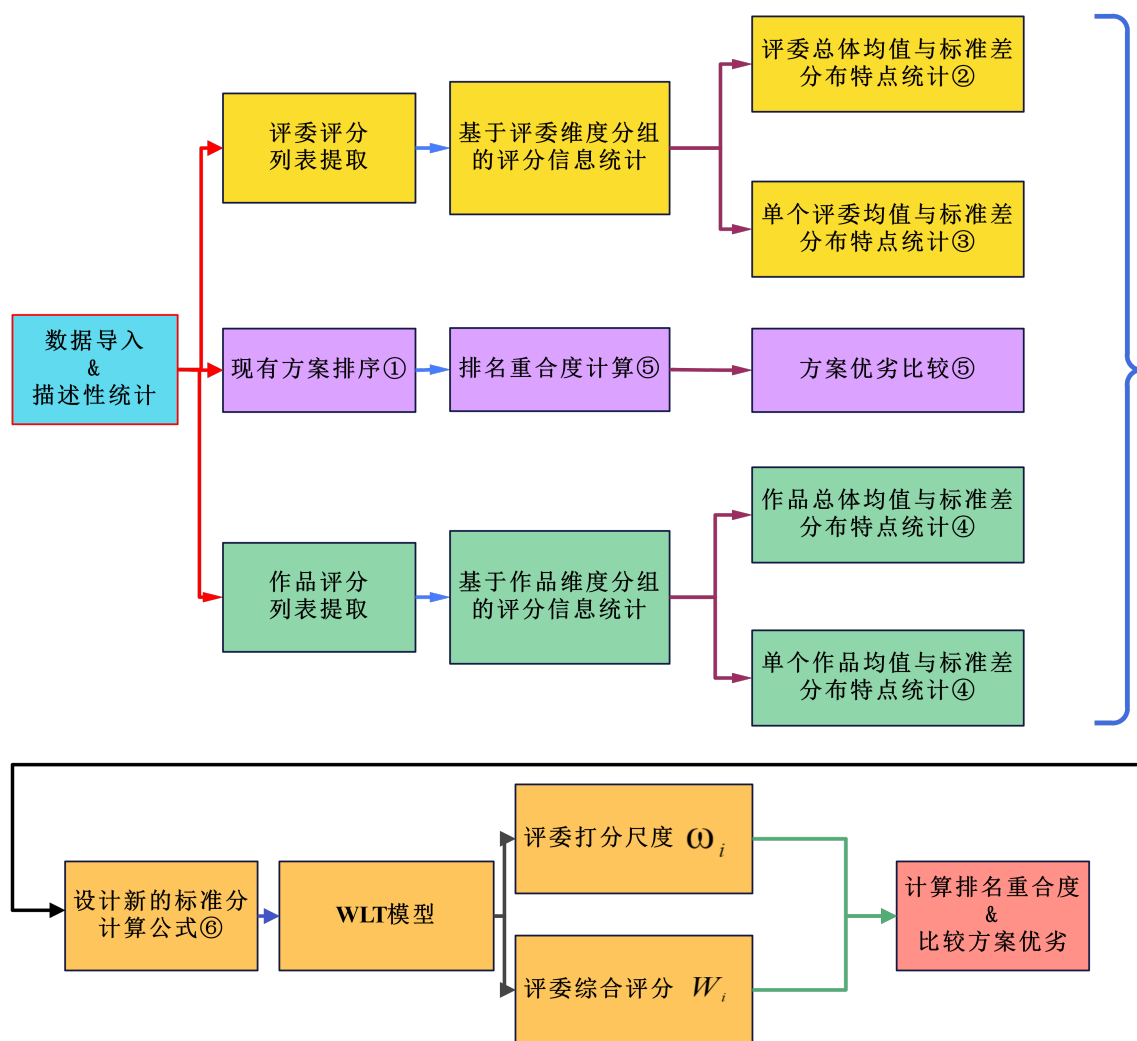 数据导入
&
描述性统计
评委评分
列表提取
基于评委维度分组
的评分信息统计
评委总体均值与标准差
分布特点统计②
单个评委均值与标准差
分布特点统计③
现有方案排序①
排名重合度计算⑤
方案优劣比较⑤
作品评分
列表提取
基于作品维度分组
的评分信息统计
作品总体均值与标准差
分布特点统计④
单个作品均值与标准差
分布特点统计④
设计新的标准分
计算公式⑥
WLT模型
评委打分尺度 ω_i
评委综合评分 W_i
计算排名重合度
&
比较方案优劣